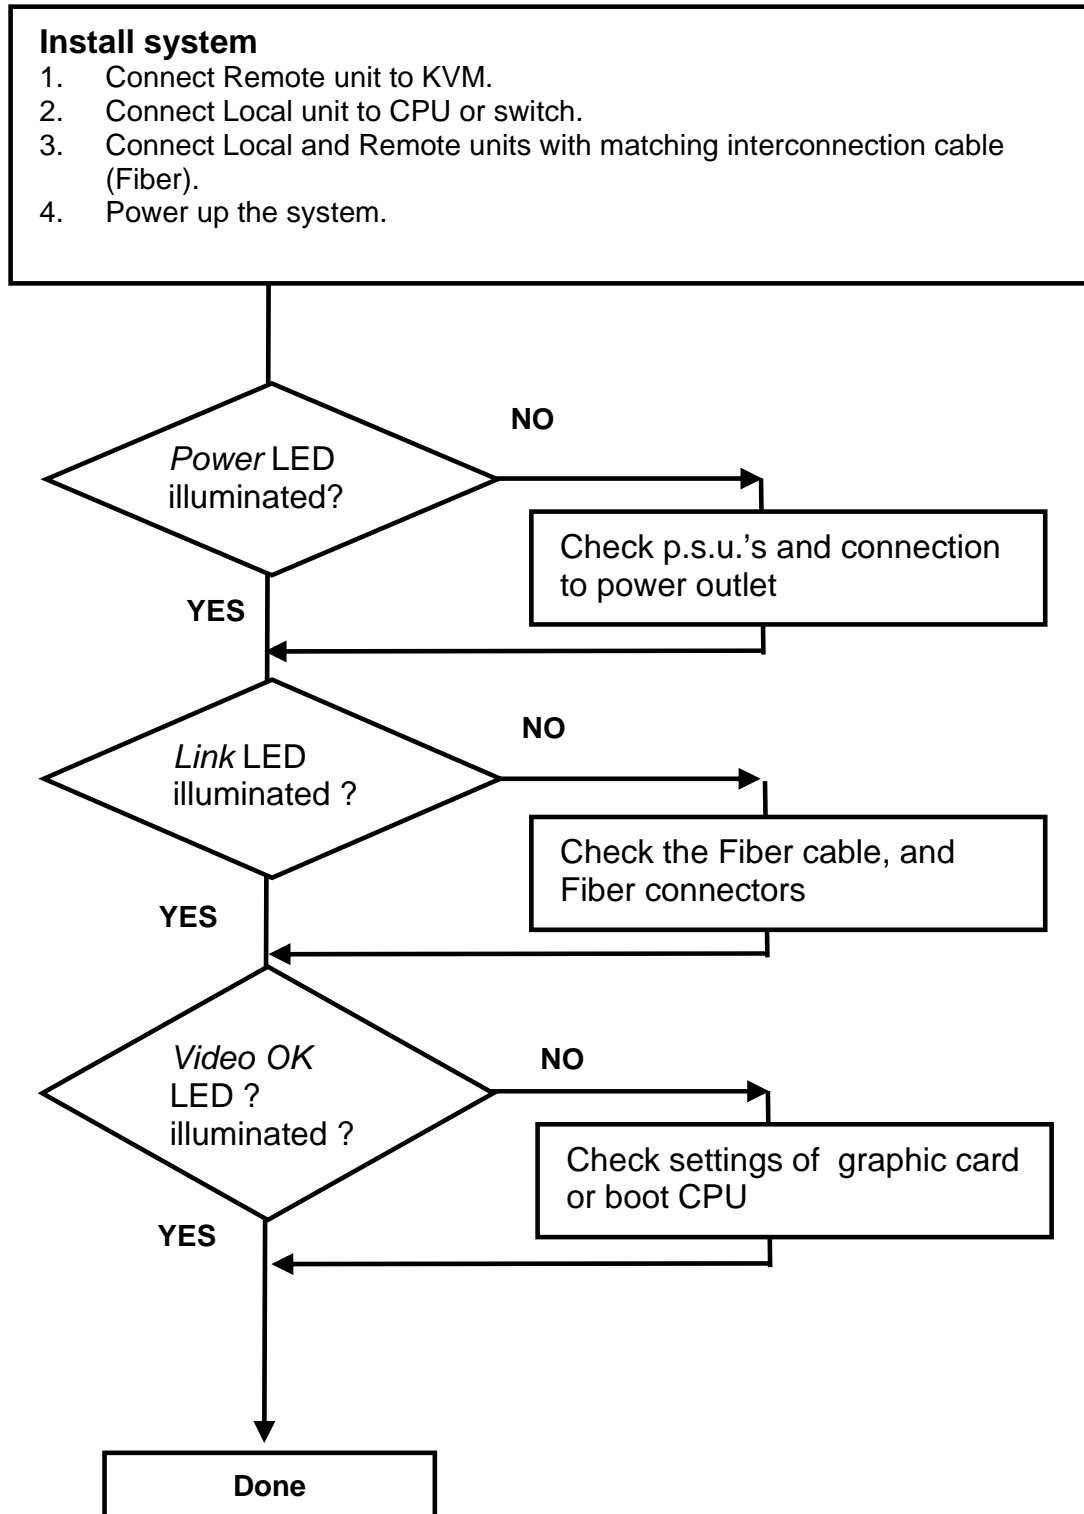 Install system
1. Connect Remote unit to KVM.
2. Connect Local unit to CPU or switch.
3. Connect Local and Remote units with matching interconnection cable
(Fiber).
4. Power up the system.
NO
Power LED
illuminated?
Check p.s.u.'s and connection
to power outlet
YES
NO
Link LED
illuminated ?
Check the Fiber cable, and
Fiber connectors
YES
NO
Video OK
LED ?
illuminated ?
Check settings of  graphic card
or boot CPU
YES
Done